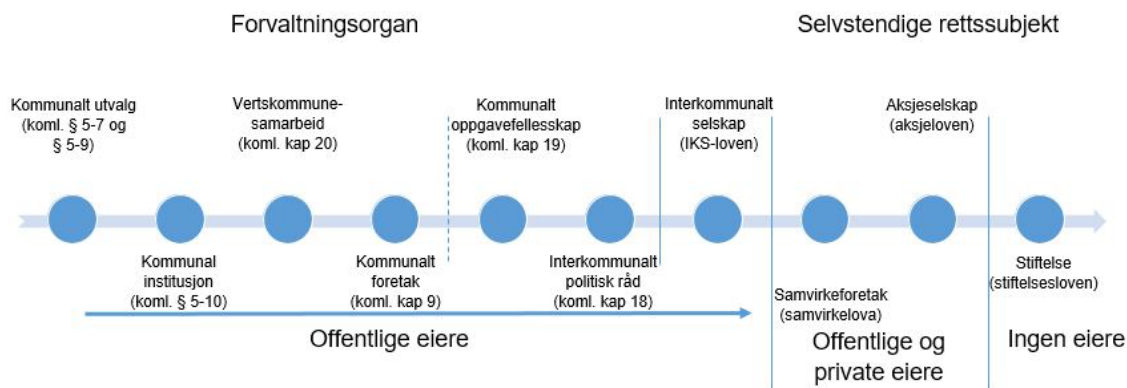 Forvaltningsorgan
Selvstendige rettssubjekt
Kommunalt utvalg
(koml. § 5-7 og
§ 5-9)
Vertskommune-
samarbeid
(koml. kap 20)
Kommunalt
oppgavefellesskap
(koml. kap 19)
Interkommunalt
selskap
(IKS-loven)
Aksjeselskap
(aksjeloven)
Kommunal
institusjon
(koml. § 5-10)
Kommunalt
foretak
(koml. kap 9)
Interkommunalt
politisk råd
(koml. kap 18)
Samvirkeforetak
(samvirkelova)
Stiftelse
(stiftelsesloven)
Offentlige eiere
Offentlige og
private eiere
Ingen eiere